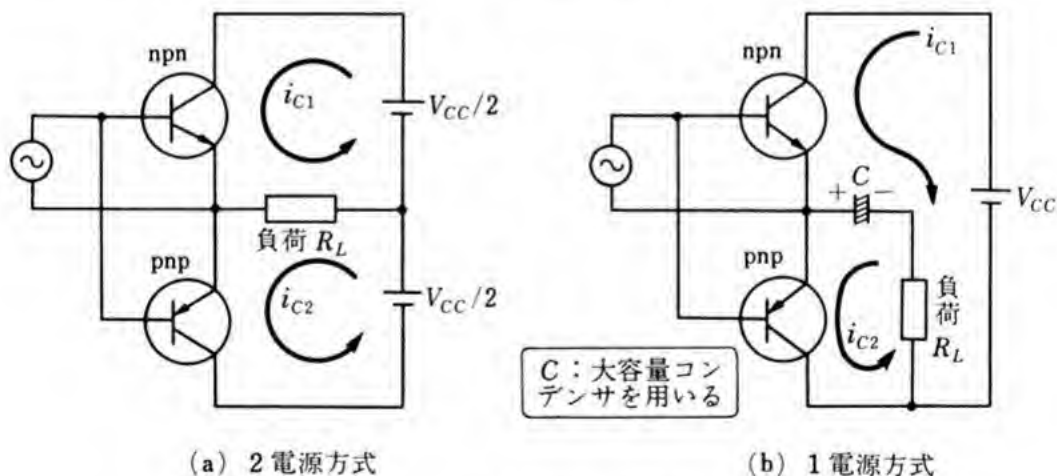 npn
i_{C1}
V_{CC}/2
負荷 R_L
pnp
i_{C2}
V_{CC}/2
(a) 2 電源方式
npn
i_{C1}
+ C −
V_{CC}
pnp
i_{C2}
負荷
R_L
C：大容量コン
デンサを用いる
(b) 1 電源方式